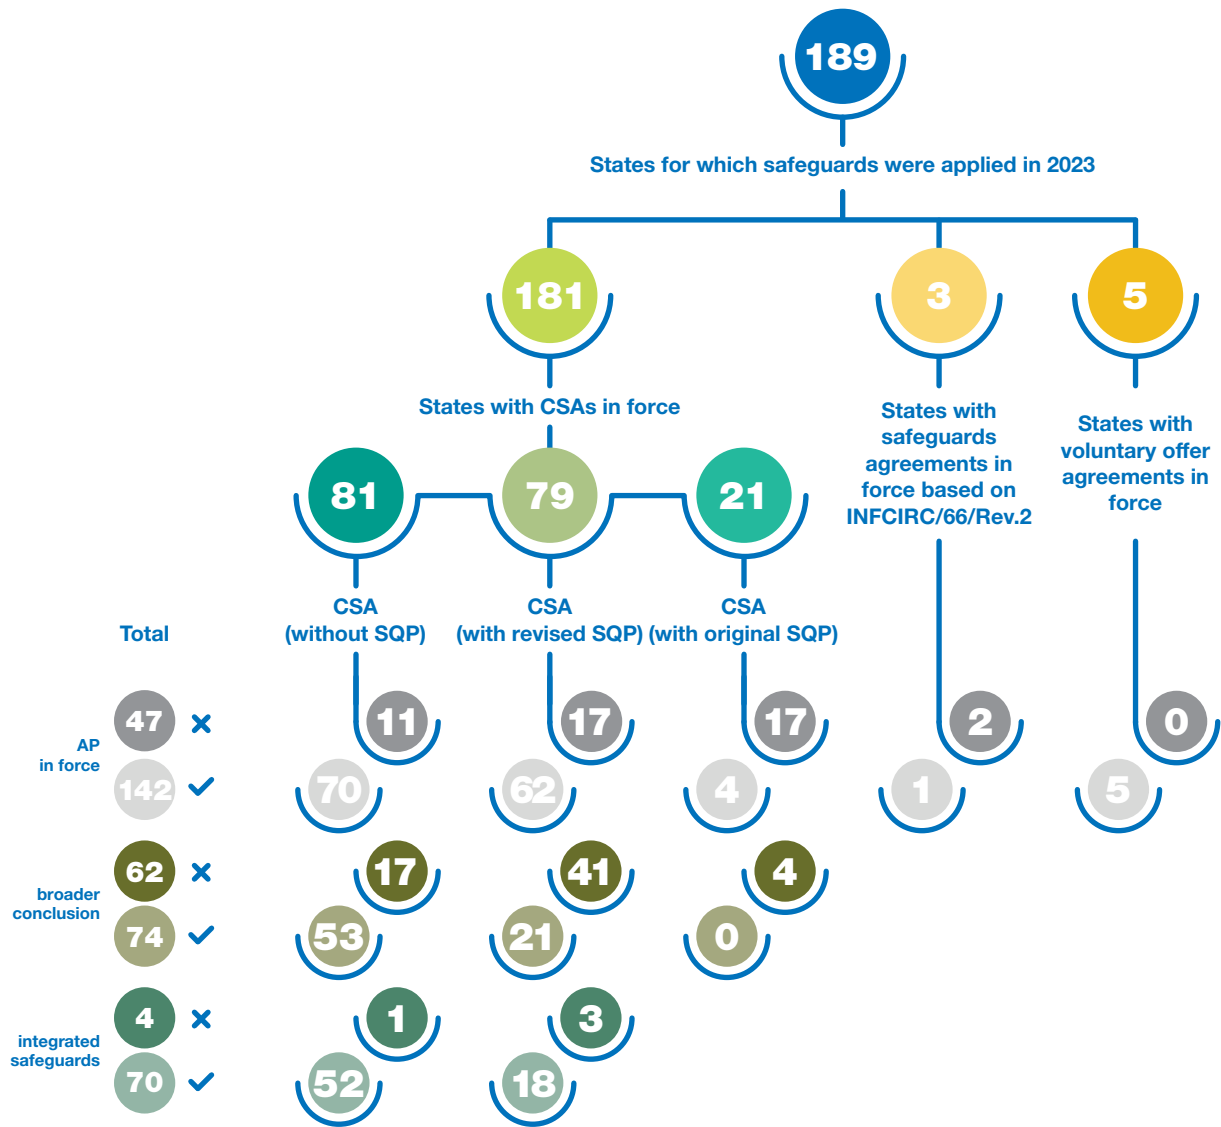 189
States for which safeguards were applied in 2023
181
3
5
States with CSAs in force
States with
safeguards
agreements in
force based on
INFCIRC/66/Rev.2
States with
voluntary offer
agreements in
force
81
79
21
CSA
(without SQP)
CSA
(with revised SQP)
CSA
(with original SQP)
Total
AP
in force
47
11
17
17
2
0
142
70
62
4
1
5
broader
conclusion
62
17
41
4
74
53
21
0
integrated
safeguards
4
1
3
70
52
18